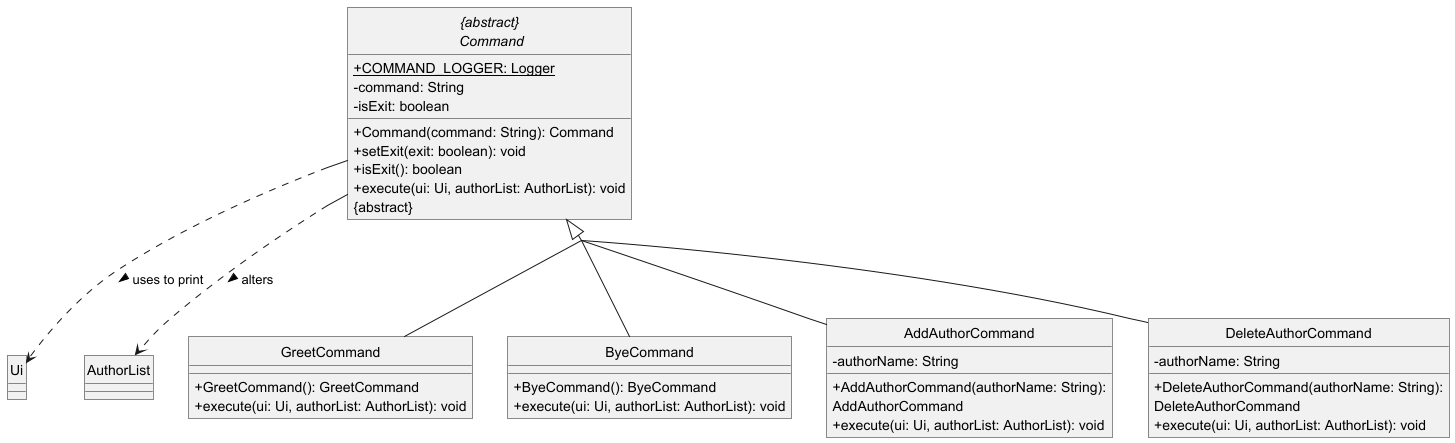 {abstract}
Command
+COMMAND_LOGGER: Logger
-command: String
-isExit: boolean
+Command(command: String): Command
+setExit(exit: boolean): void
+isExit(): boolean
+execute(ui: Ui, authorList: AuthorList): void
{abstract}
uses to print
alters
Ui
AuthorList
GreetCommand
+GreetCommand(): GreetCommand
+execute(ui: Ui, authorList: AuthorList): void
ByeCommand
+ByeCommand(): ByeCommand
+execute(ui: Ui, authorList: AuthorList): void
AddAuthorCommand
-authorName: String
+AddAuthorCommand(authorName: String):
AddAuthorCommand
+execute(ui: Ui, authorList: AuthorList): void
DeleteAuthorCommand
-authorName: String
+DeleteAuthorCommand(authorName: String):
DeleteAuthorCommand
+execute(ui: Ui, authorList: AuthorList): void